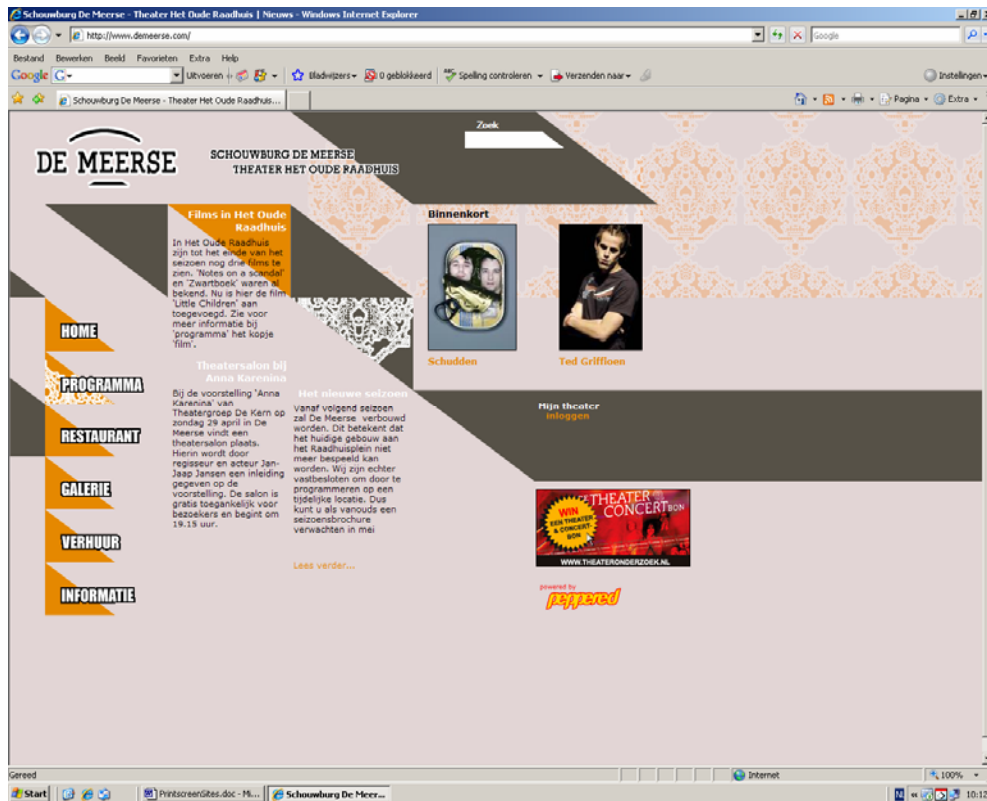 Schouwburg De Meerse - Theater Het Oude Raadhuis | Nieuws - Windows Internet Explorer
http://www.demeerse.com/
Google
Bestand Bewerken Beeld Favorieten Extra Help
Google G Uitvoeren Bladwijzers 0 geblokkeerd Spelling controleren Verzenden naar Instellingen
Schouwburg De Meerse - Theater Het Oude Raadhuis... Pagina Extra
Zoek
DE MEERSE
SCHOUWBURG DE MEERSE
THEATER HET OUDE RAADHUIS
Films in Het Oude
Raadhuis
In Het Oude Raadhuis
zijn tot het einde van het
seizoen nog drie films te
zien. 'Notes on a scandal'
en 'Zwartboek' waren al
bekend. Nu is hier de film
'Little Children' aan
toegevoegd. Zie voor
meer informatie bij
'programma' het kopje
'film'.
Theatersalon bij
Anna Karenina
Bij de voorstelling 'Anna
Karenina' van
Theatergroep De Kern op
zondag 29 april in De
Meerse vindt een
theatersalon plaats.
Hierin wordt door
regisseur en acteur Jan-
Jaap Jansen een inleiding
gegeven op de
voorstelling. De salon is
gratis toegankelijk voor
bezoekers en begint om
19.15 uur.
Het nieuwe seizoen
Vanaf volgend seizoen
zal De Meerse verbouwd
worden. Dit betekent dat
het huidige gebouw aan
het Raadhuisplein niet
meer bespeeld kan
worden. Wij zijn echter
vastbesloten om door te
programmeren op een
tijdelijke locatie. Dus
kunt u als vanouds een
seizoensbrochure
verwachten in mei
Lees verder...
Binnenkort
Schudden
Ted Griffioen
Mijn theater
inloggen
HOME
PROGRAMMA
RESTAURANT
GALERIE
VERHUUR
INFORMATIE
THEATER
CONCERTBON
WIN
EEN THEATER
& CONCERT-
BON
WWW.THEATERONDERZOEK.NL
powered by
peppered
Gereed Internet 100%
Start PrintscreenSites.doc - Mi... Schouwburg De Meer... NL 10:12